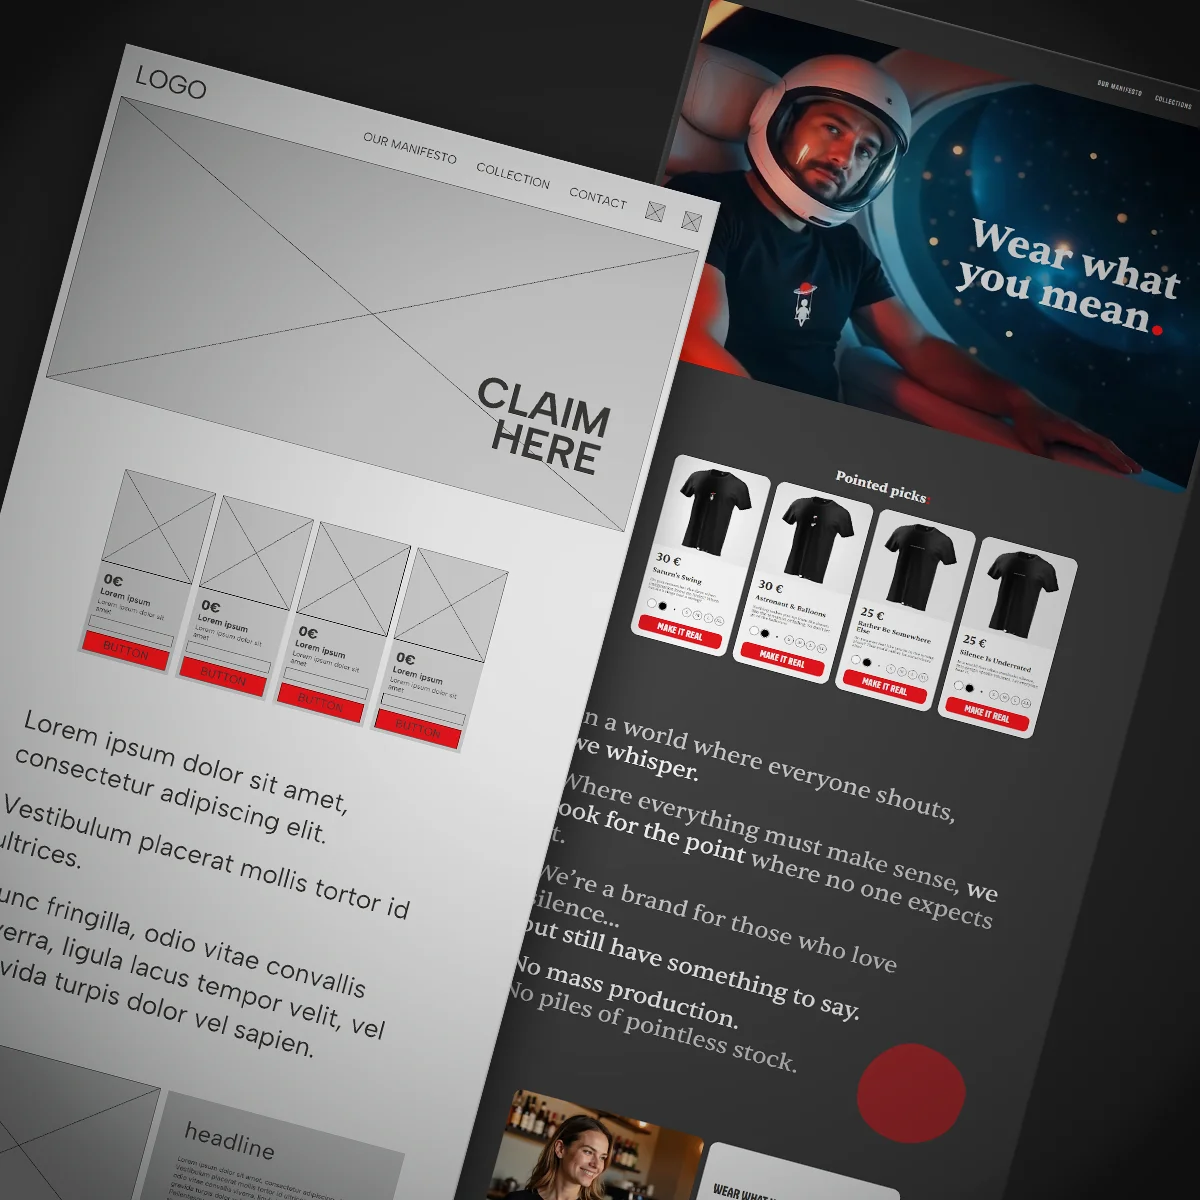 LOGO
OUR MANIFESTO COLLECTION CONTACT
CLAIM
HERE
0€
Lorem ipsum
Lorem ipsum dolor sit
amet
BUTTON
0€
Lorem ipsum
Lorem ipsum dolor sit
amet
BUTTON
0€
Lorem ipsum
Lorem ipsum dolor sit
amet
BUTTON
0€
Lorem ipsum
Lorem ipsum dolor sit
amet
BUTTON
Lorem ipsum dolor sit amet,
consectetur adipiscing elit.
Vestibulum placerat mollis tortor id
ultrices.
unc fringilla, odio vitae convallis
verra, ligula lacus tempor velit, vel
vida turpis dolor vel sapien.
headline
Lorem ipsum dolor sit amet, consectetur adipiscing
OUR MANIFESTO COLLECTIONS
Wear what
you mean.
Pointed picks:
30 €
Saturn's Swing
MAKE IT REAL
30 €
Astronaut & Balloons
MAKE IT REAL
25 €
Rather Be Somewhere
Else
MAKE IT REAL
25 €
Silence Is Underrated
MAKE IT REAL
n a world where everyone shouts,
we whisper.
Where everything must make sense, we
look for the point where no one expects
t.
We're a brand for those who love
silence...
but still have something to say.
No mass production.
No piles of pointless stock.
WEAR WHAT